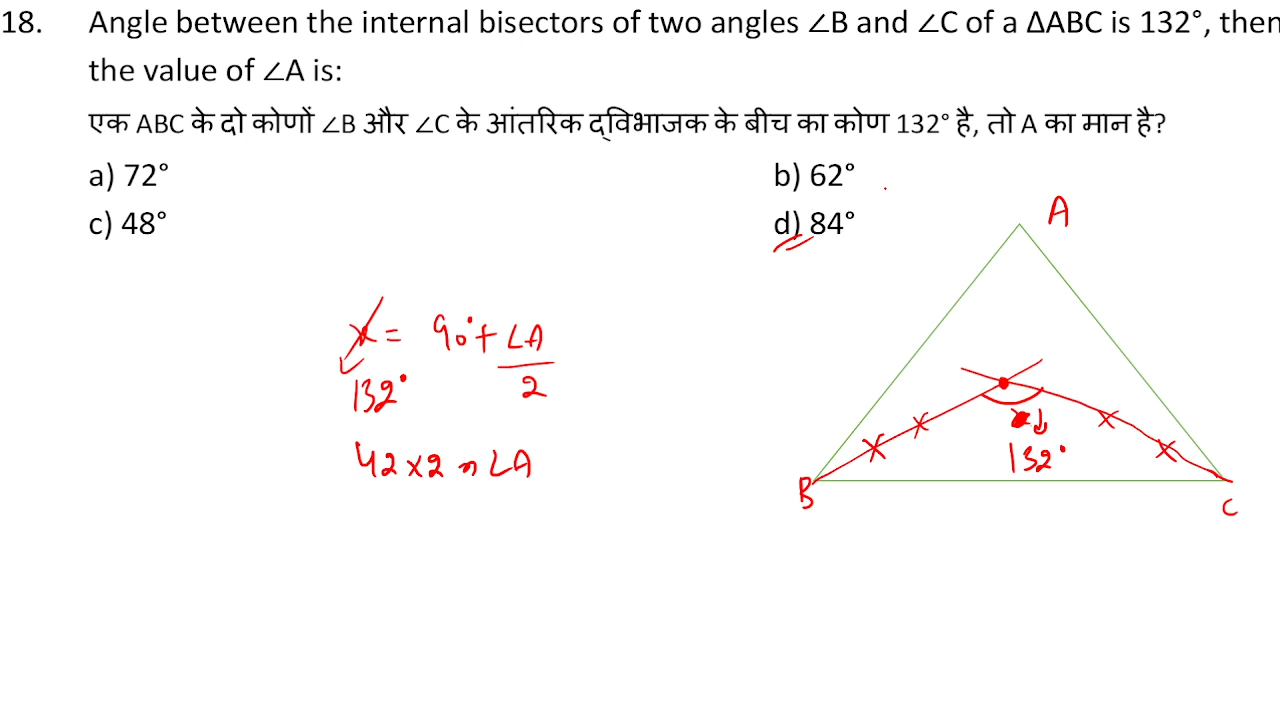 18. Angle between the internal bisectors of two angles ∠B and ∠C of a ΔABC is 132°, then
the value of ∠A is:
एक ABC के दो कोणों ∠B और ∠C के आंतरिक द्विभाजक के बीच का कोण 132° है, तो A का मान है?
a) 72°
b) 62°
c) 48°
d) 84°
A
x = 90° + ∠A
2
132°
42 × 2 = ∠A
132°
B
C